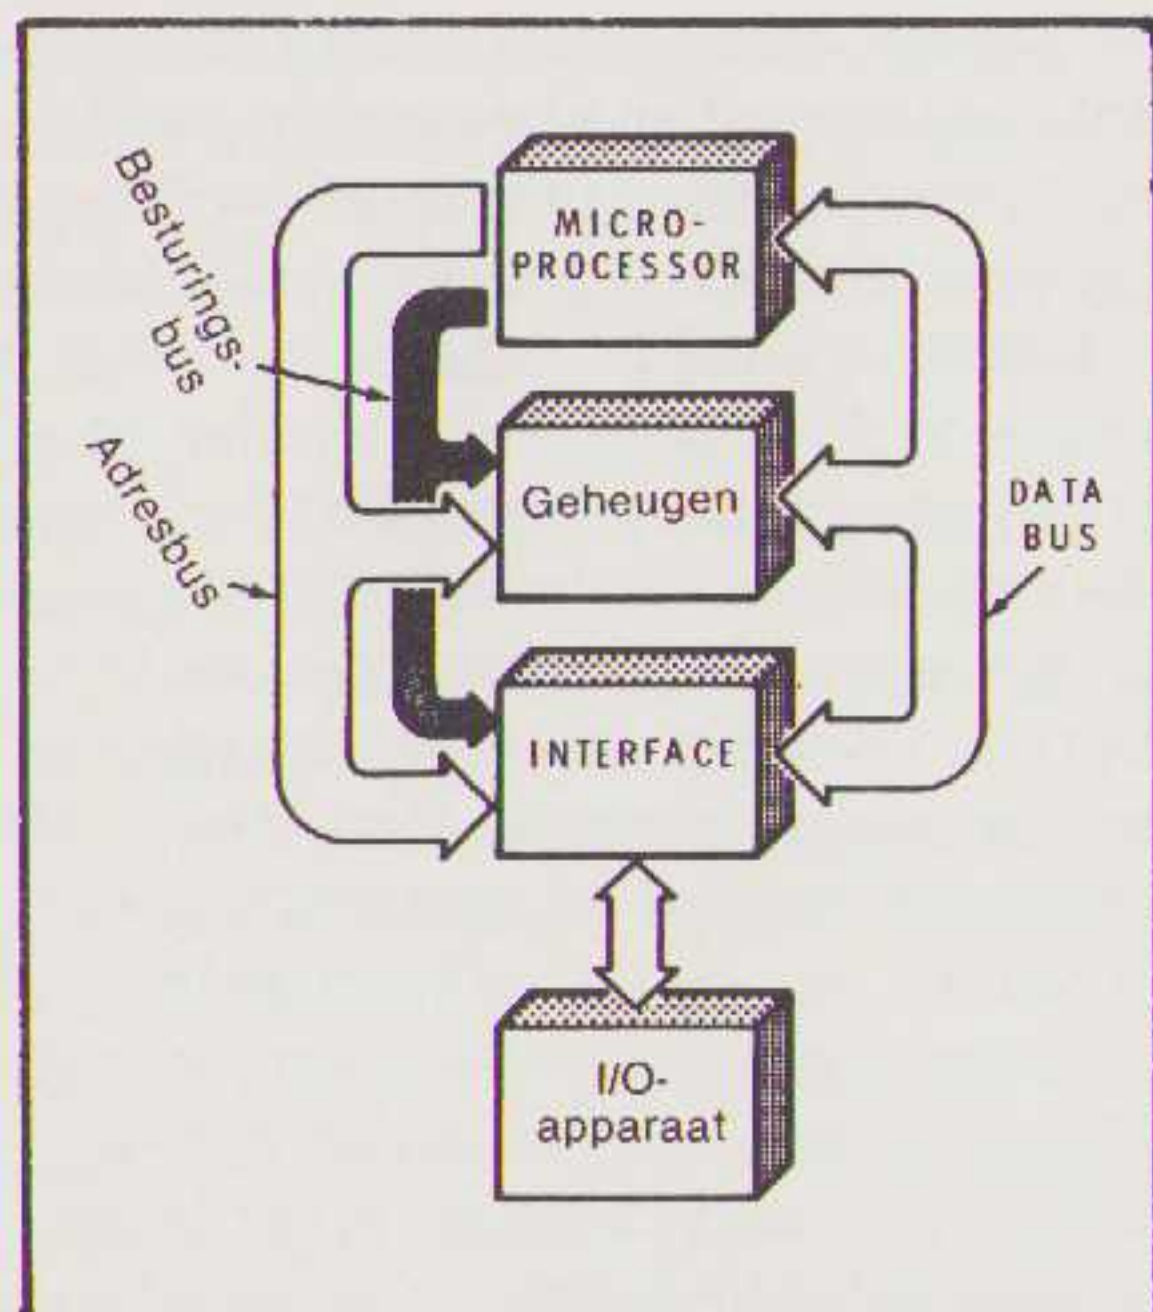 MICRO-
PROCESSOR
Besturings-
bus
Geheugen
Adresbus
DATA
BUS
INTERFACE
I/O-
apparaat